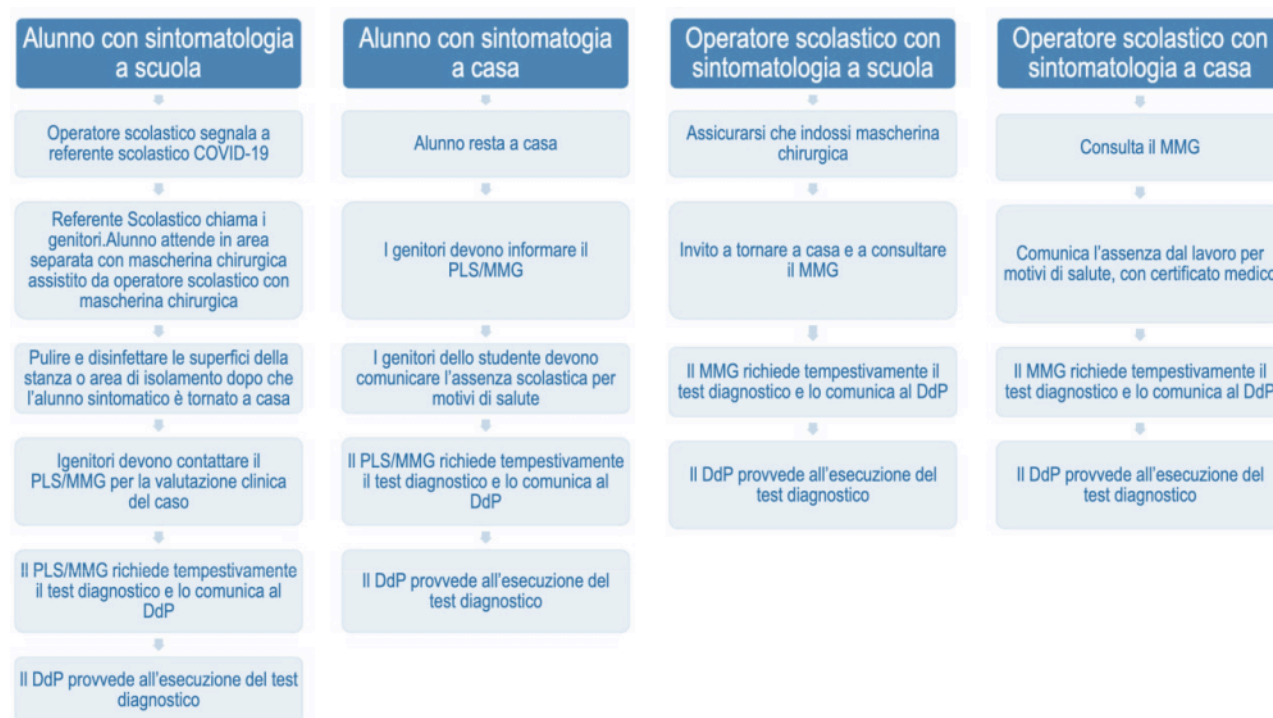 Alunno con sintomatologia
a scuola
Operatore scolastico segnala a
referente scolastico COVID-19
Referente Scolastico chiama i
genitori.Alunno attende in area
separata con mascherina chirurgica
assistito da operatore scolastico con
mascherina chirurgica
Pulire e disinfettare le superfici della
stanza o area di isolamento dopo che
l'alunno sintomatico è tornato a casa
Igenitori devono contattare il
PLS/MMG per la valutazione clinica
del caso
Il PLS/MMG richiede tempestivamente
il test diagnostico e lo comunica al
DdP
Il DdP provvede all'esecuzione del test
diagnostico
Alunno con sintomatogia
a casa
Alunno resta a casa
I genitori devono informare il
PLS/MMG
I genitori dello studente devono
comunicare l'assenza scolastica per
motivi di salute
Il PLS/MMG richiede tempestivamente
il test diagnostico e lo comunica al
DdP
Il DdP provvede all'esecuzione del
test diagnostico
Operatore scolastico con
sintomatologia a scuola
Assicurarsi che indossi mascherina
chirurgica
Invito a tornare a casa e a consultare
il MMG
Il MMG richiede tempestivamente il
test diagnostico e lo comunica al DdP
Il DdP provvede all'esecuzione del
test diagnostico
Operatore scolastico con
sintomatologia a casa
Consulta il MMG
Comunica l'assenza dal lavoro per
motivi di salute, con certificato medico
Il MMG richiede tempestivamente il
test diagnostico e lo comunica al DdP
Il DdP provvede all'esecuzione del
test diagnostico